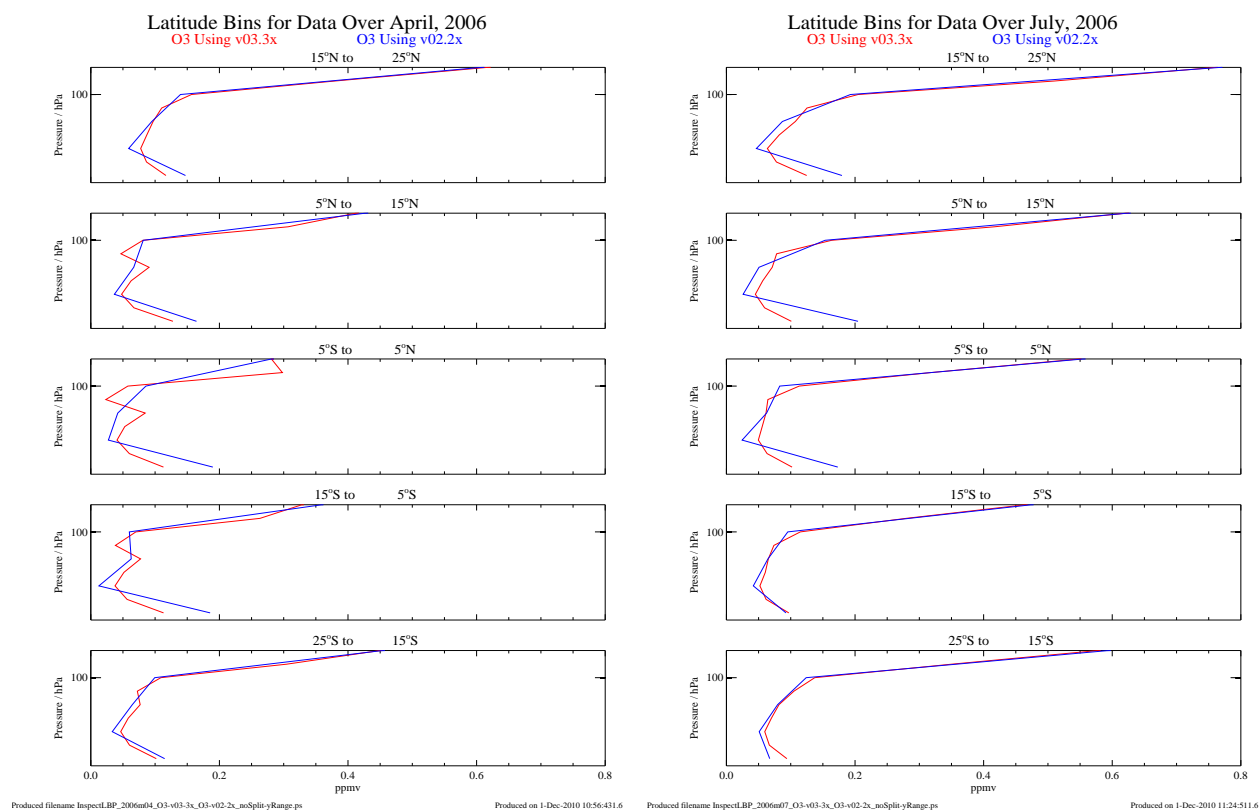 Latitude Bins for Data Over April, 2006
O3 Using v03.3x O3 Using v02.2x
15°N to 25°N
100
Pressure / hPa
5°N to 15°N
100
Pressure / hPa
5°S to 5°N
100
Pressure / hPa
15°S to 5°S
100
Pressure / hPa
25°S to 15°S
100
Pressure / hPa
0.0 0.2 0.4 0.6 0.8
ppmv
Produced filename InspectLBP_2006m04_O3-v03-3x_O3-v02-2x_noSplit-yRange.ps Produced on 1-Dec-2010 10:56:431.6
Latitude Bins for Data Over July, 2006
O3 Using v03.3x O3 Using v02.2x
15°N to 25°N
100
Pressure / hPa
5°N to 15°N
100
Pressure / hPa
5°S to 5°N
100
Pressure / hPa
15°S to 5°S
100
Pressure / hPa
25°S to 15°S
100
Pressure / hPa
0.0 0.2 0.4 0.6 0.8
ppmv
Produced filename InspectLBP_2006m07_O3-v03-3x_O3-v02-2x_noSplit-yRange.ps Produced on 1-Dec-2010 11:24:511.6